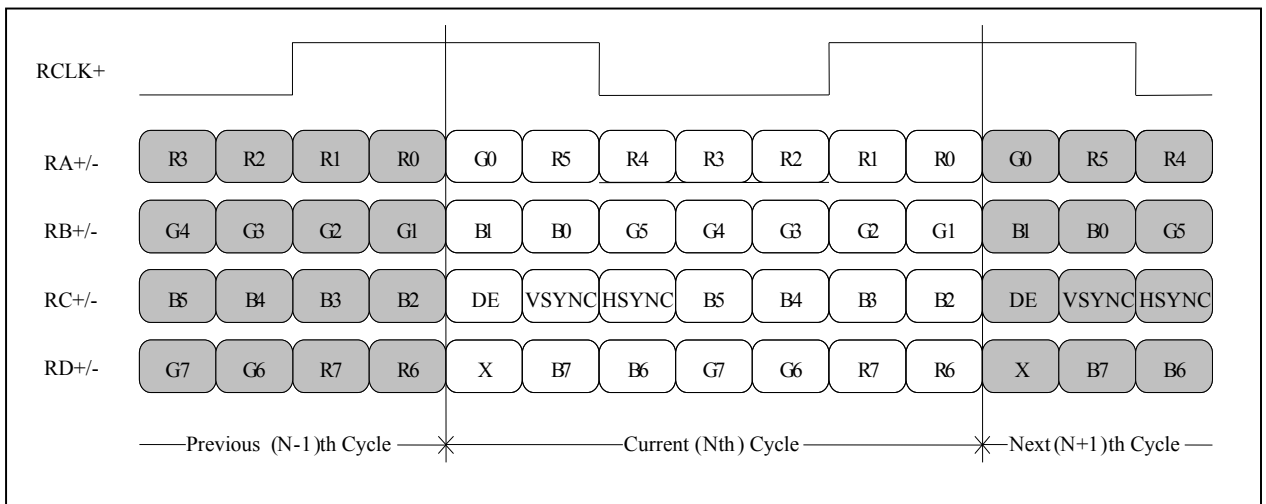 RCLK+
RA+/- R3 R2 R1 R0 G0 R5 R4 R3 R2 R1 R0 G0 R5 R4
RB+/- G4 G3 G2 G1 B1 B0 G5 G4 G3 G2 G1 B1 B0 G5
RC+/- B5 B4 B3 B2 DE VSYNC HSYNC B5 B4 B3 B2 DE VSYNC HSYNC
RD+/- G7 G6 R7 R6 X B7 B6 G7 G6 R7 R6 X B7 B6
Previous (N-1)th Cycle Current (Nth) Cycle Next (N+1)th Cycle